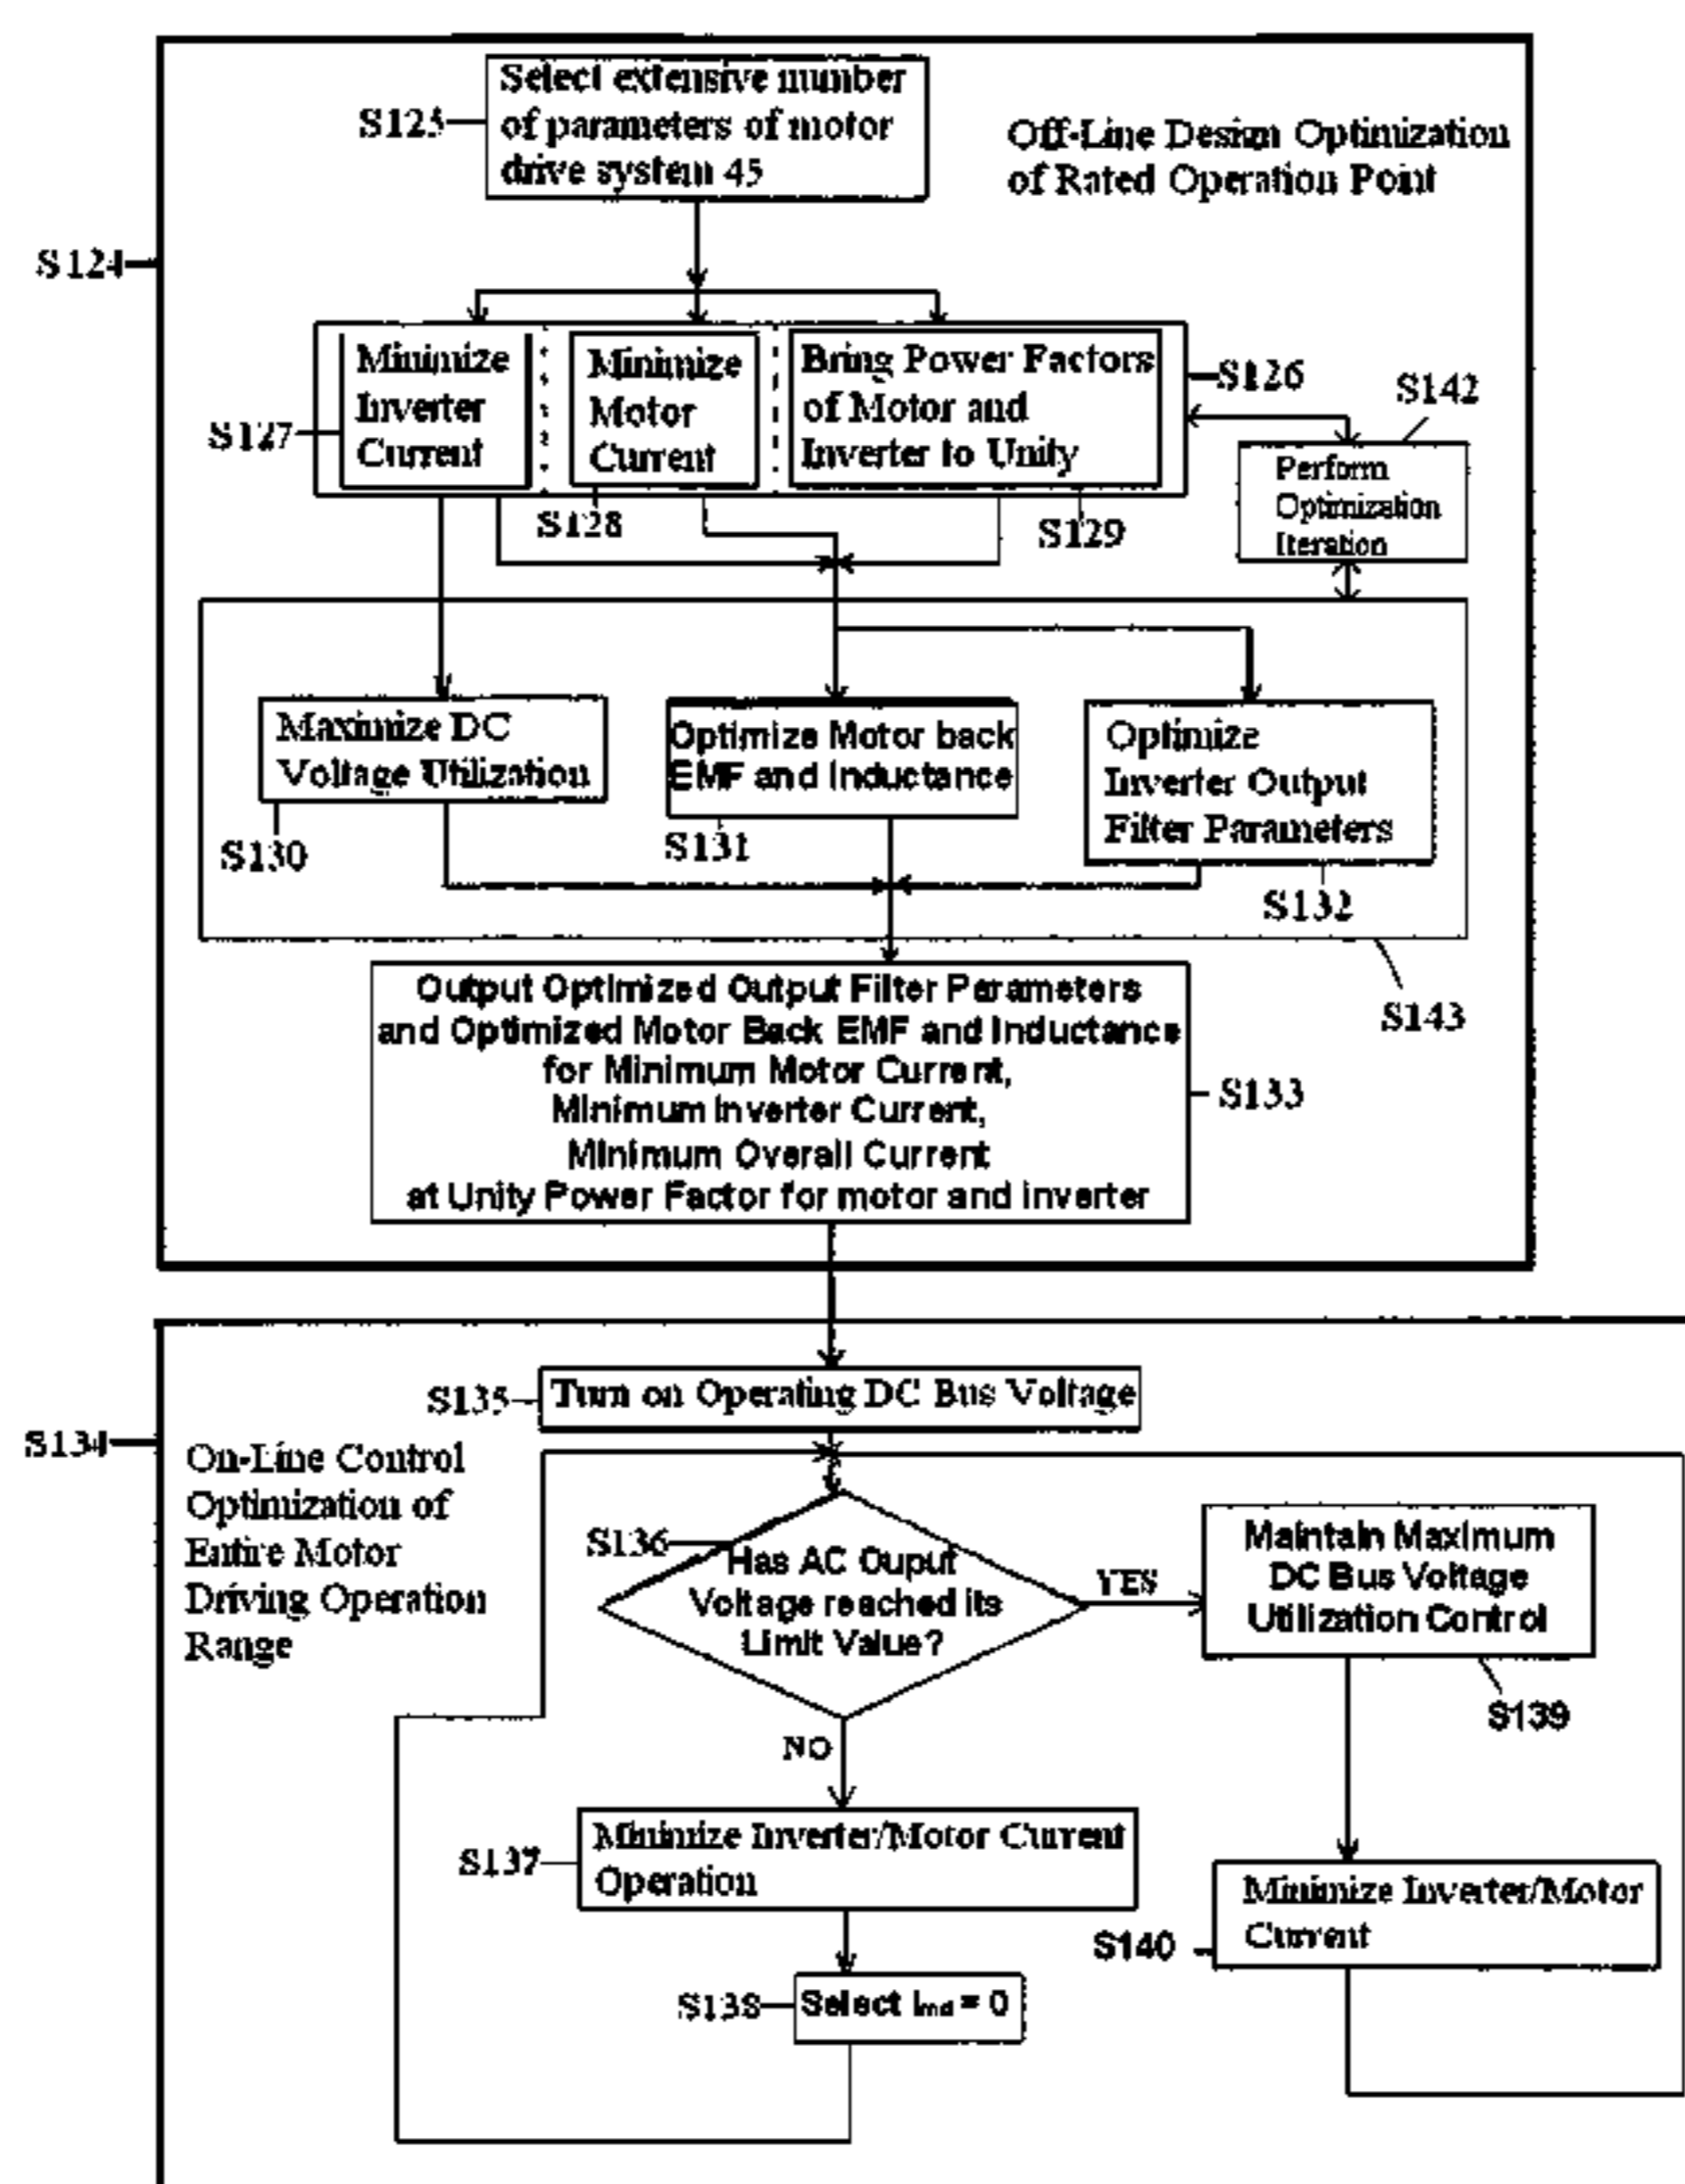 Select extensive number
of parameters of motor
drive system 45
S125
Off-Line Design Optimization
of Rated Operation Point
S124
Minimize
Inverter
Current
Minimize
Motor
Current
Bring Power Factors
of Motor and
Inverter to Unity
S126
S142
S127
S128
S129
Perform
Optimization
Iteration
Maximize DC
Voltage Utilization
Optimize Motor back
EMF and Inductance
Optimize
Inverter Output
Filter Parameters
S130
S131
S132
S143
Output Optimized Output Filter Parameters
and Optimized Motor Back EMF and Inductance
for Minimum Motor Current,
Minimum Inverter Current,
Minimum Overall Current
at Unity Power Factor for motor and inverter
S133
S135
Turn on Operating DC Bus Voltage
S134
On-Line Control
Optimization of
Entire Motor
Driving Operation
Range
S136
Has AC Ouput
Voltage reached its
Limit Value?
YES
Maintain Maximum
DC Bus Voltage
Utilization Control
S139
NO
S137
Minimize Inverter/Motor Current
Operation
Minimize Inverter/Motor
Current
S140
S138
Select Imd = 0